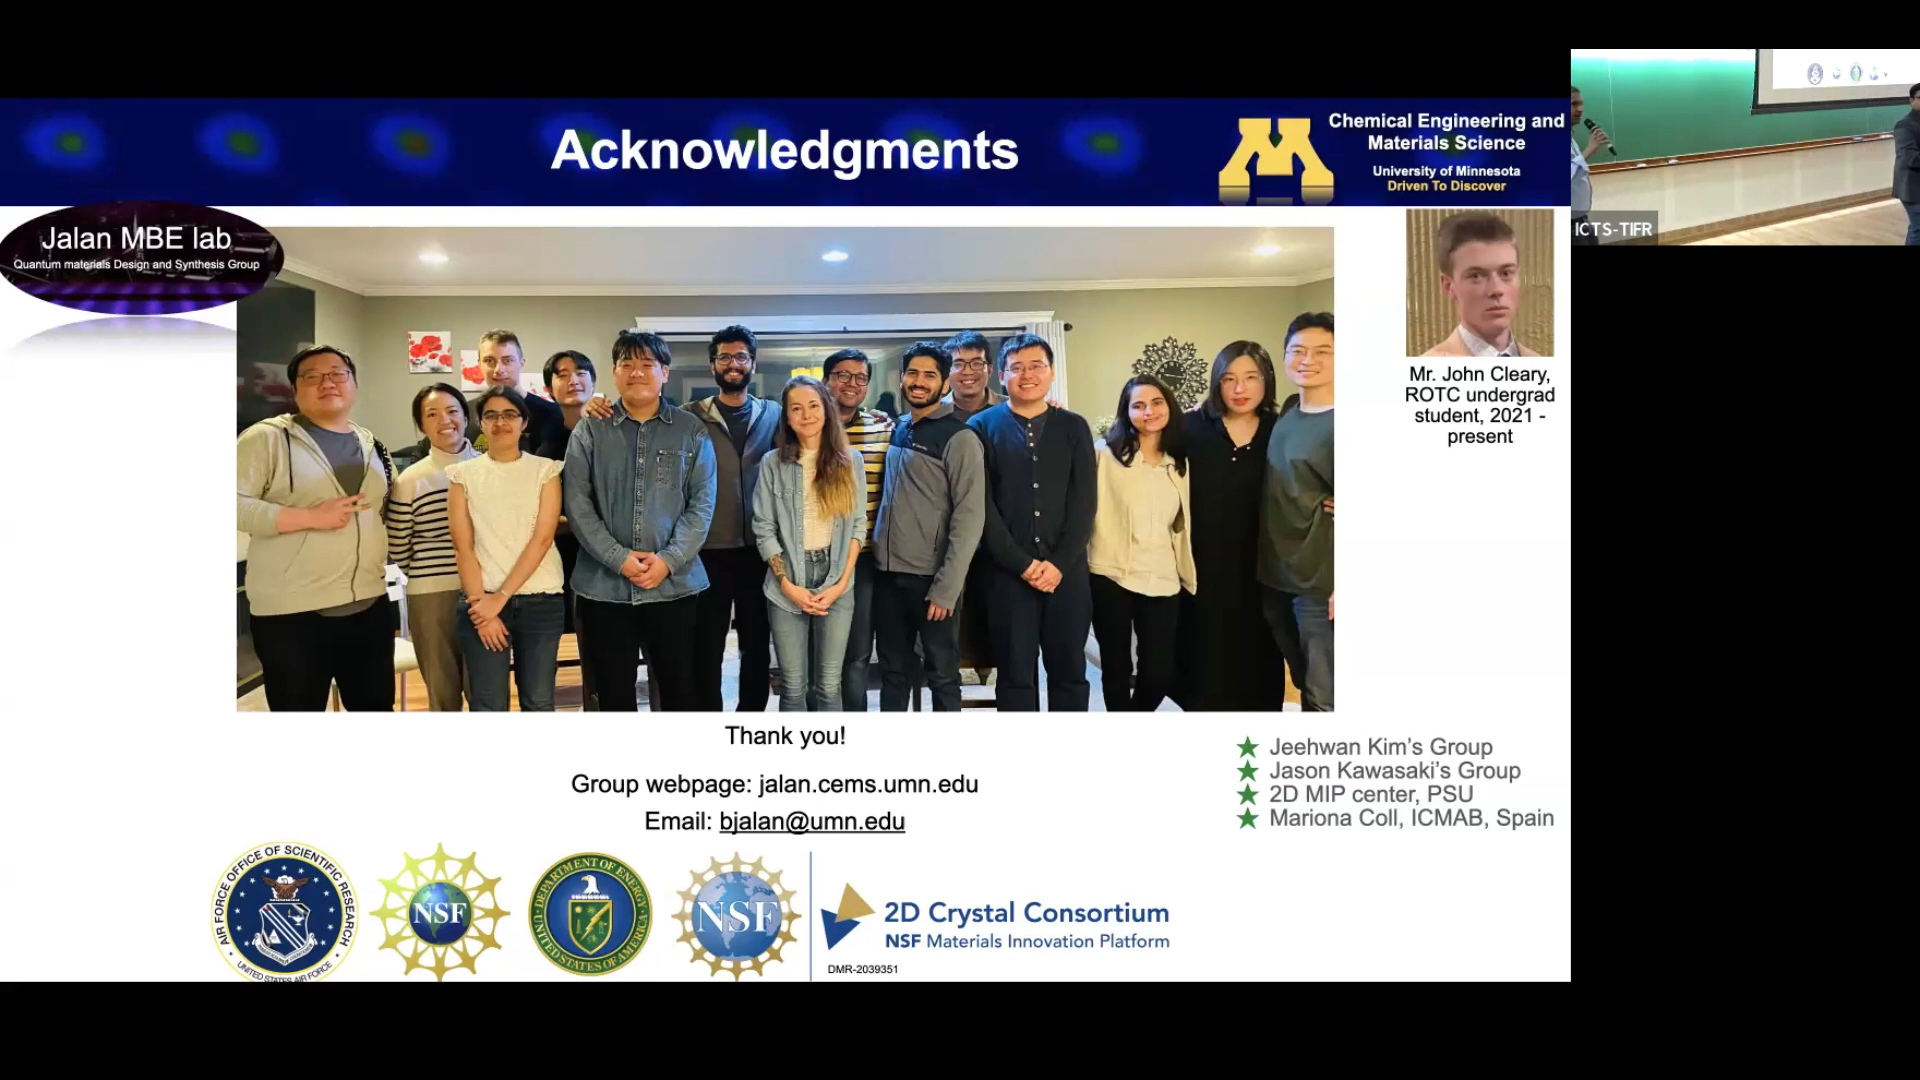 Acknowledgments
Chemical Engineering and
Materials Science
University of Minnesota
Driven To Discover
Jalan MBE lab
Quantum materials Design and Synthesis Group
ICTS-TIFR
Mr. John Cleary,
ROTC undergrad
student, 2021 -
present
Thank you!
Group webpage: jalan.cems.umn.edu
Email: bjalan@umn.edu
Jeehwan Kim's Group
Jason Kawasaki's Group
2D MIP center, PSU
Mariona Coll, ICMAB, Spain
AIR FORCE OFFICE OF SCIENTIFIC RESEARCH
UNITED STATES AIR FORCE
NSF
DEPARTMENT OF ENERGY
UNITED STATES OF AMERICA
NSF
2D Crystal Consortium
NSF Materials Innovation Platform
DMR-2039351